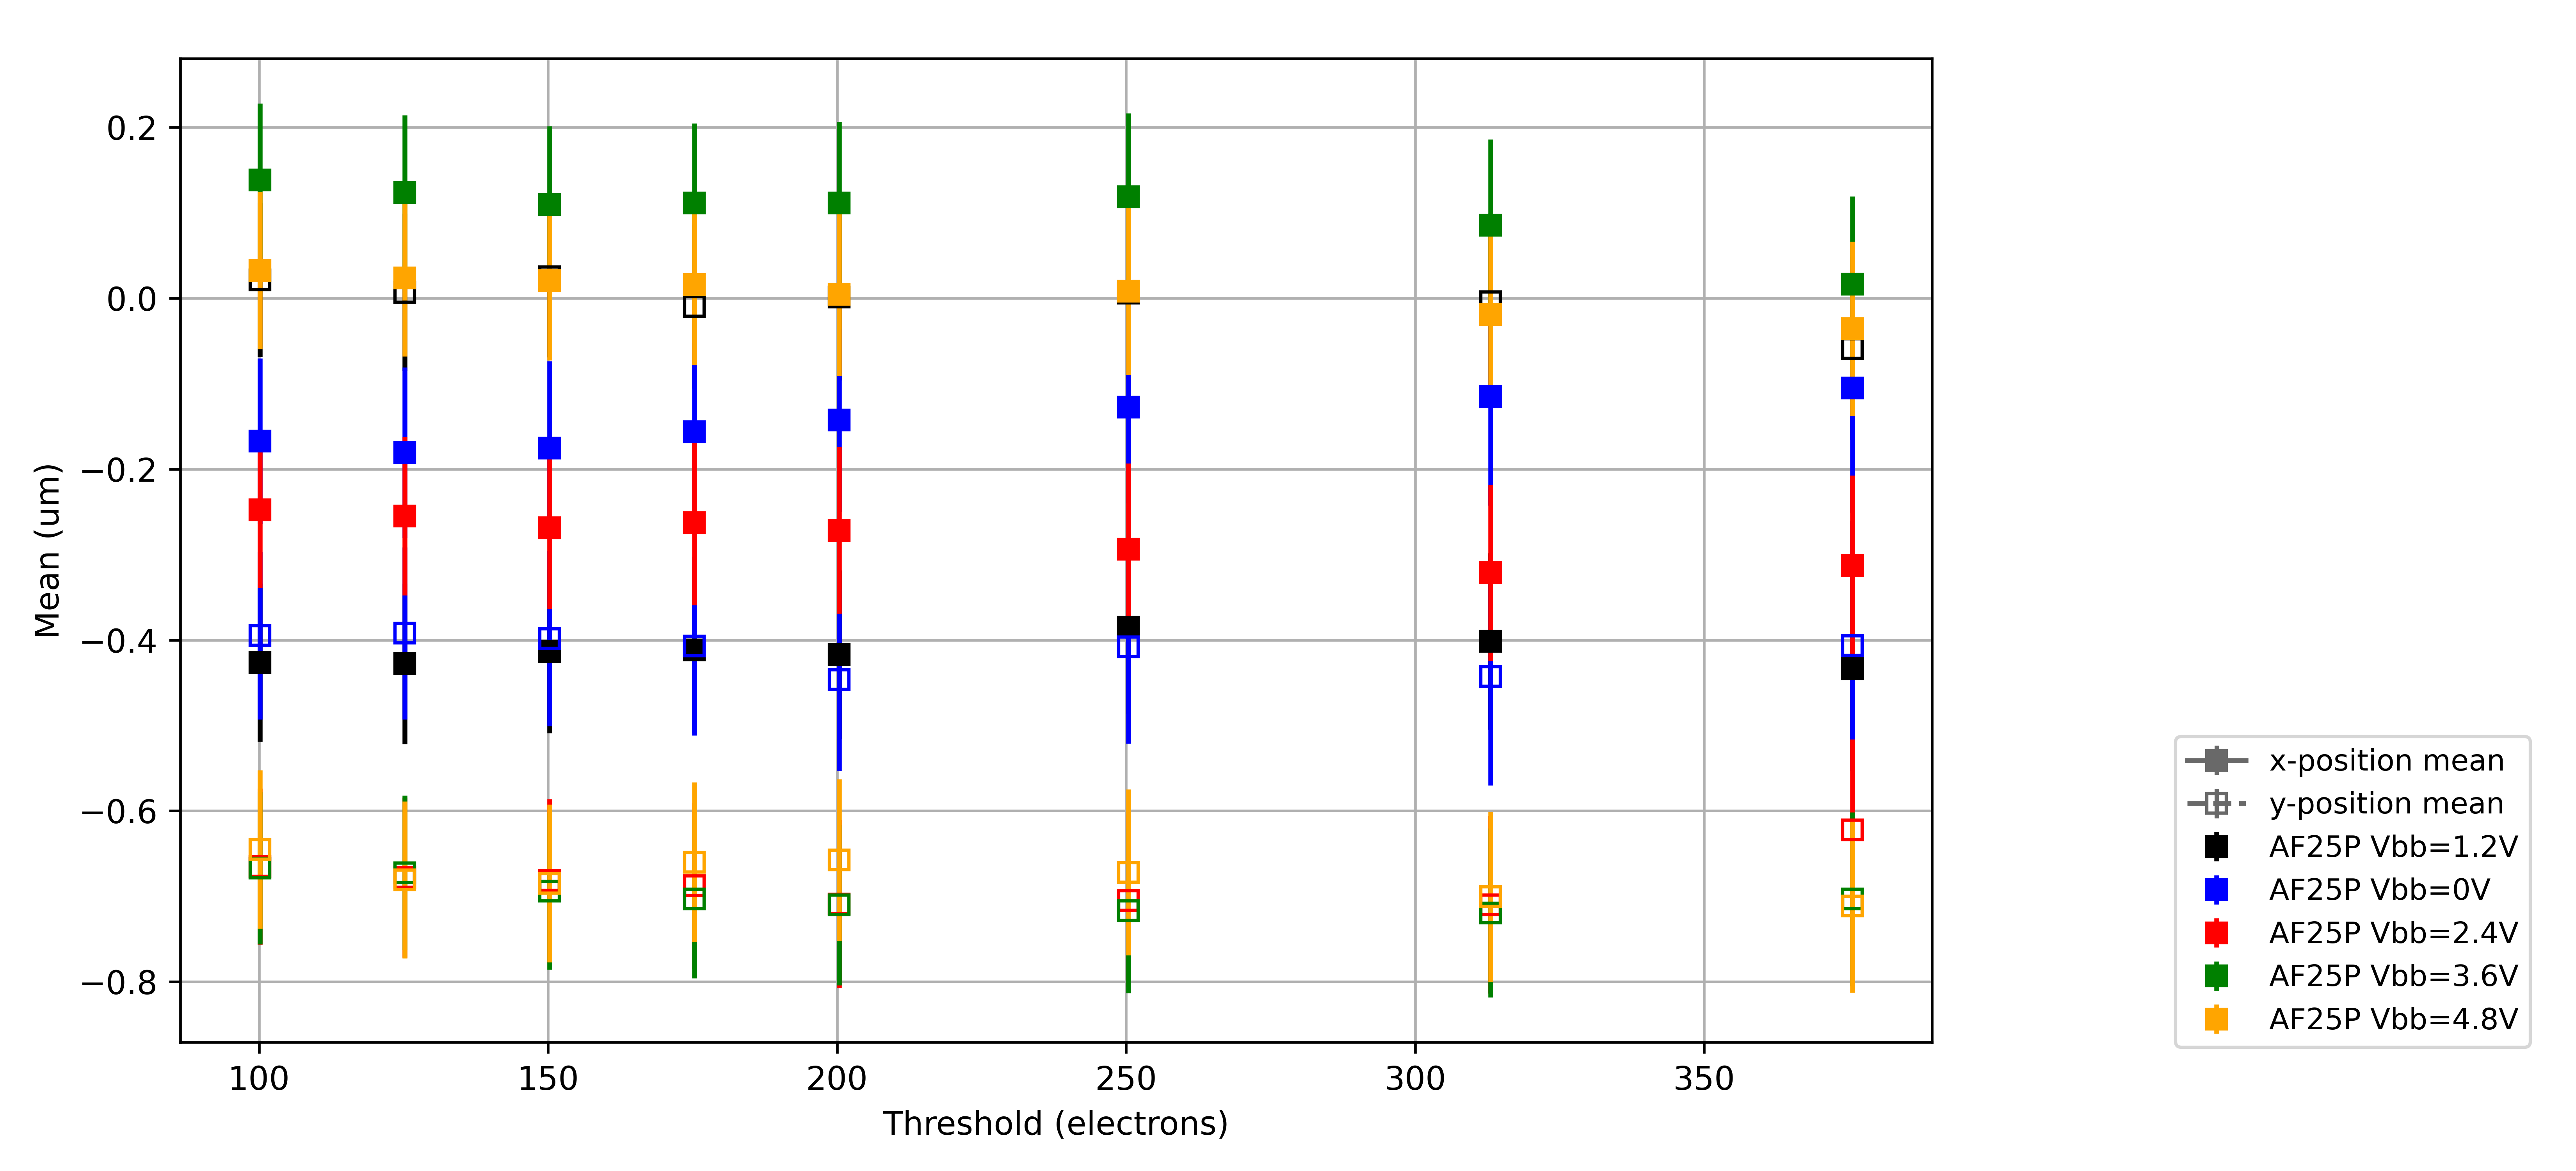 0.2
0.0
−0.2
−0.4
−0.6
−0.8
Mean (um)
100 150 200 250 300 350
Threshold (electrons)
x-position mean
y-position mean
AF25P Vbb=1.2V
AF25P Vbb=0V
AF25P Vbb=2.4V
AF25P Vbb=3.6V
AF25P Vbb=4.8V